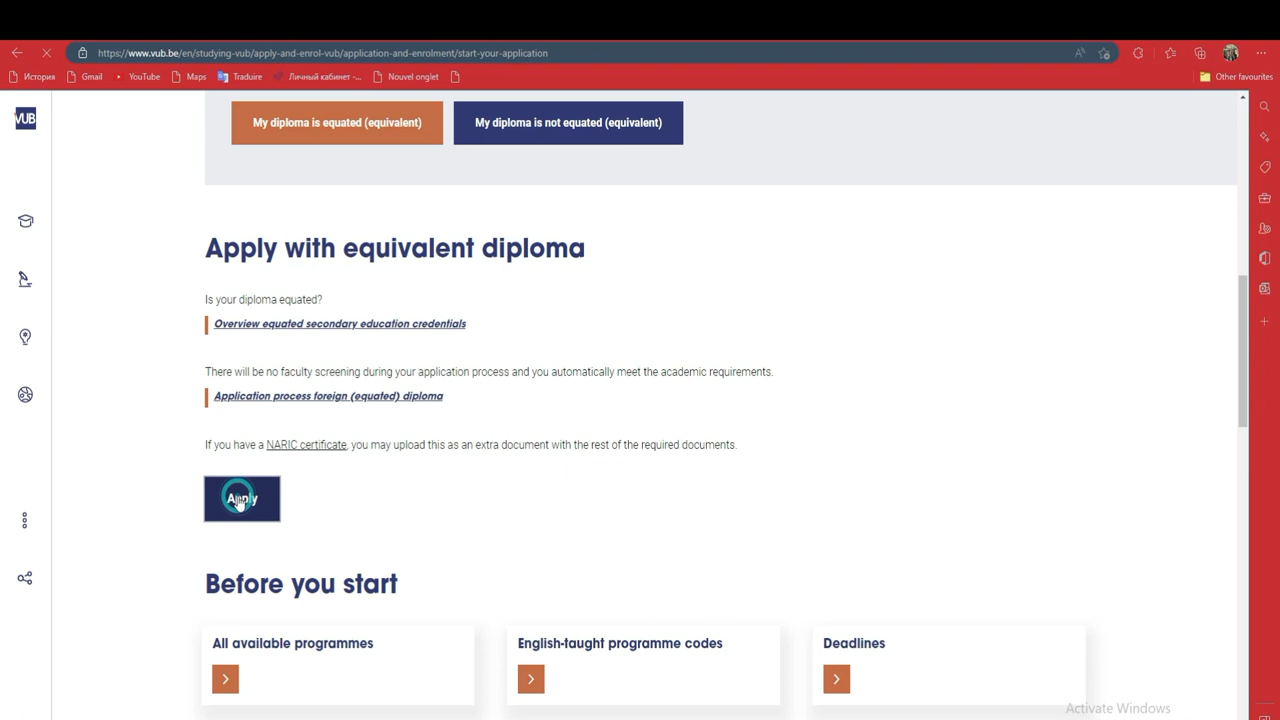 https://www.vub.be/en/studying-vub/apply-and-enrol-vub/application-and-enrolment/start-your-application
История Gmail YouTube Maps Traduire Личный кабинет -... Nouvel onglet Other favourites
VUB
My diploma is equated (equivalent) My diploma is not equated (equivalent)
Apply with equivalent diploma
Is your diploma equated?
Overview equated secondary education credentials
There will be no faculty screening during your application process and you automatically meet the academic requirements.
Application process foreign (equated) diploma
If you have a NARIC certificate, you may upload this as an extra document with the rest of the required documents.
Apply
Before you start
All available programmes English-taught programme codes Deadlines
Activate Windows